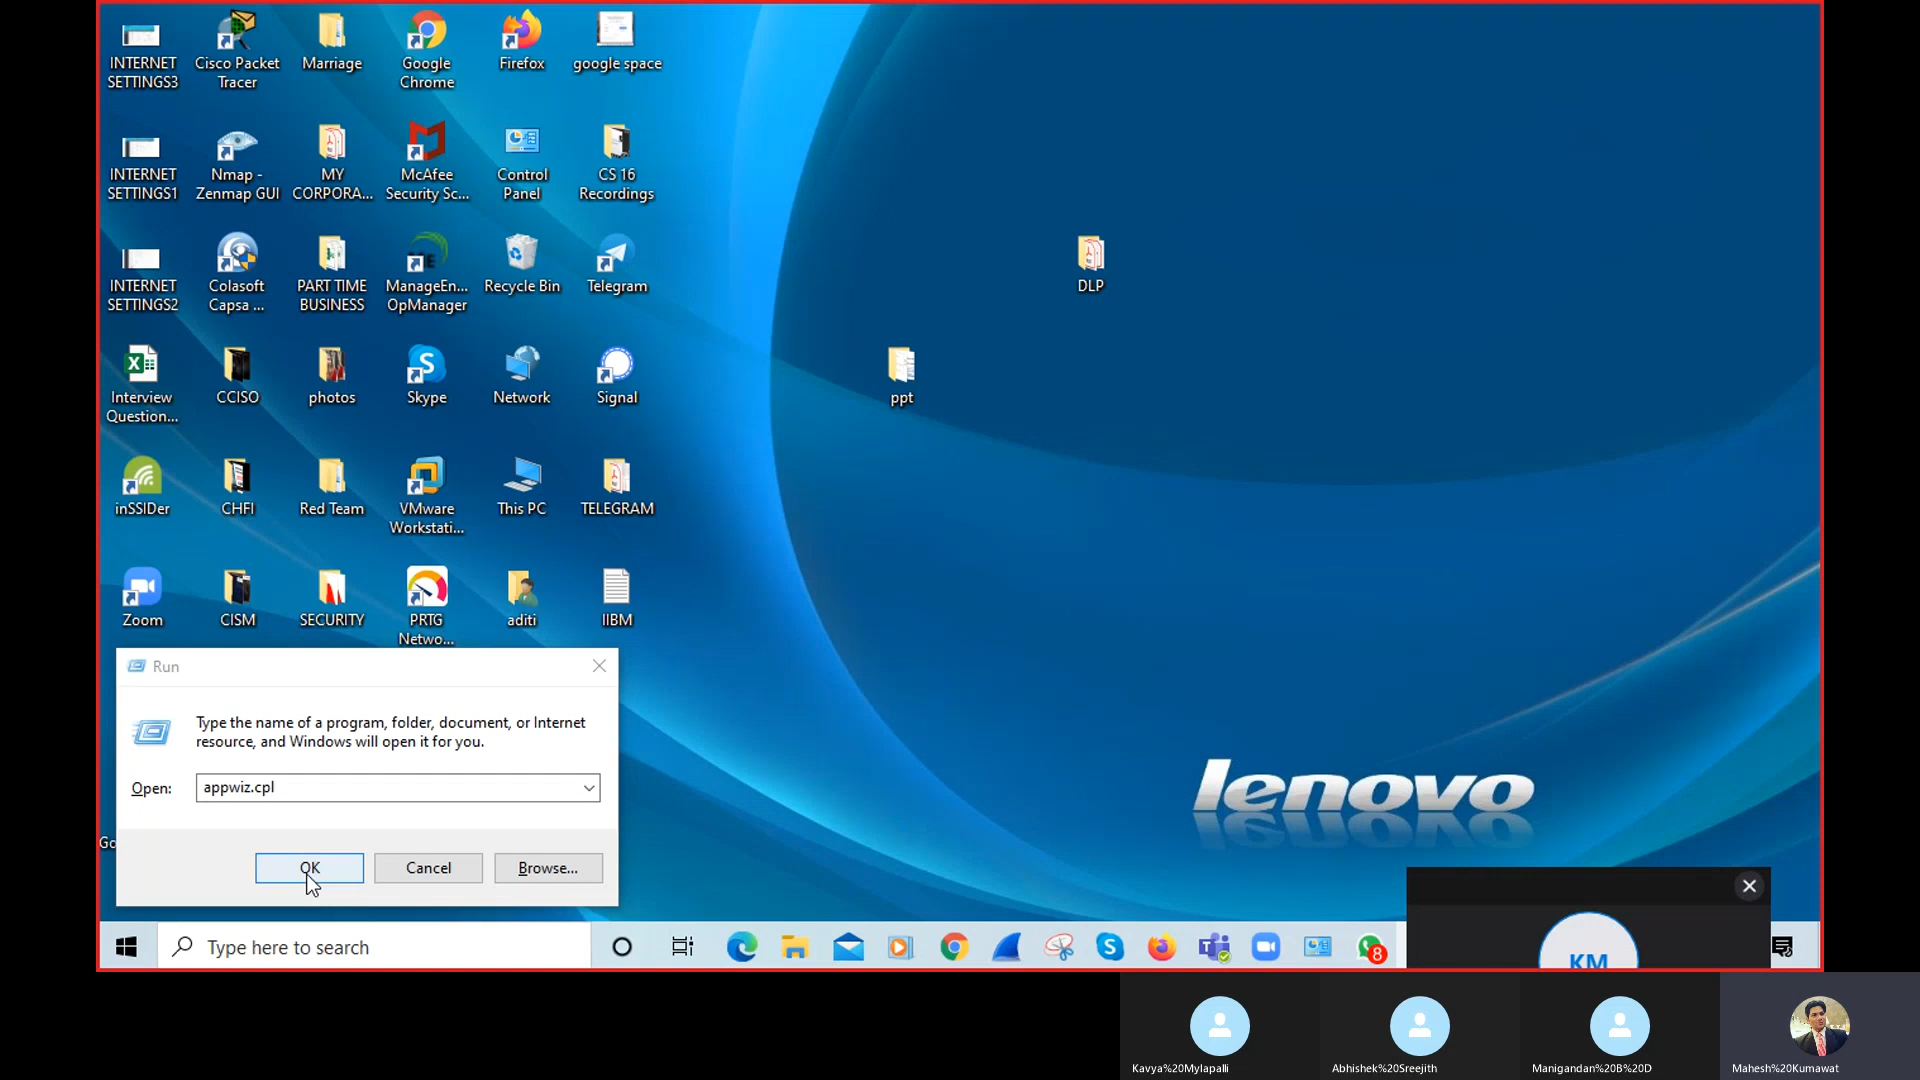 INTERNET
SETTINGS3
Cisco Packet
Tracer
Marriage
Google
Chrome
Firefox
google space
INTERNET
SETTINGS1
Nmap -
Zenmap GUI
MY
CORPORA...
McAfee
Security Sc...
Control
Panel
CS 16
Recordings
INTERNET
SETTINGS2
Colasoft
Capsa ...
PART TIME
BUSINESS
ManageEn...
OpManager
Recycle Bin
Telegram
DLP
Interview
Question...
CCISO
photos
Skype
Network
Signal
ppt
inSSIDer
CHFI
Red Team
VMware
Workstati...
This PC
TELEGRAM
Zoom
CISM
SECURITY
PRTG
Netwo...
aditi
IIBM
Run
Type the name of a program, folder, document, or Internet
resource, and Windows will open it for you.
Open:
appwiz.cpl
Go
OK
Cancel
Browse...
lenovo
Type here to search
8
KM
Kavya%20Mylapalli
Abhishek%20Sreejith
Manigandan%20B%20D
Mahesh%20Kumawat